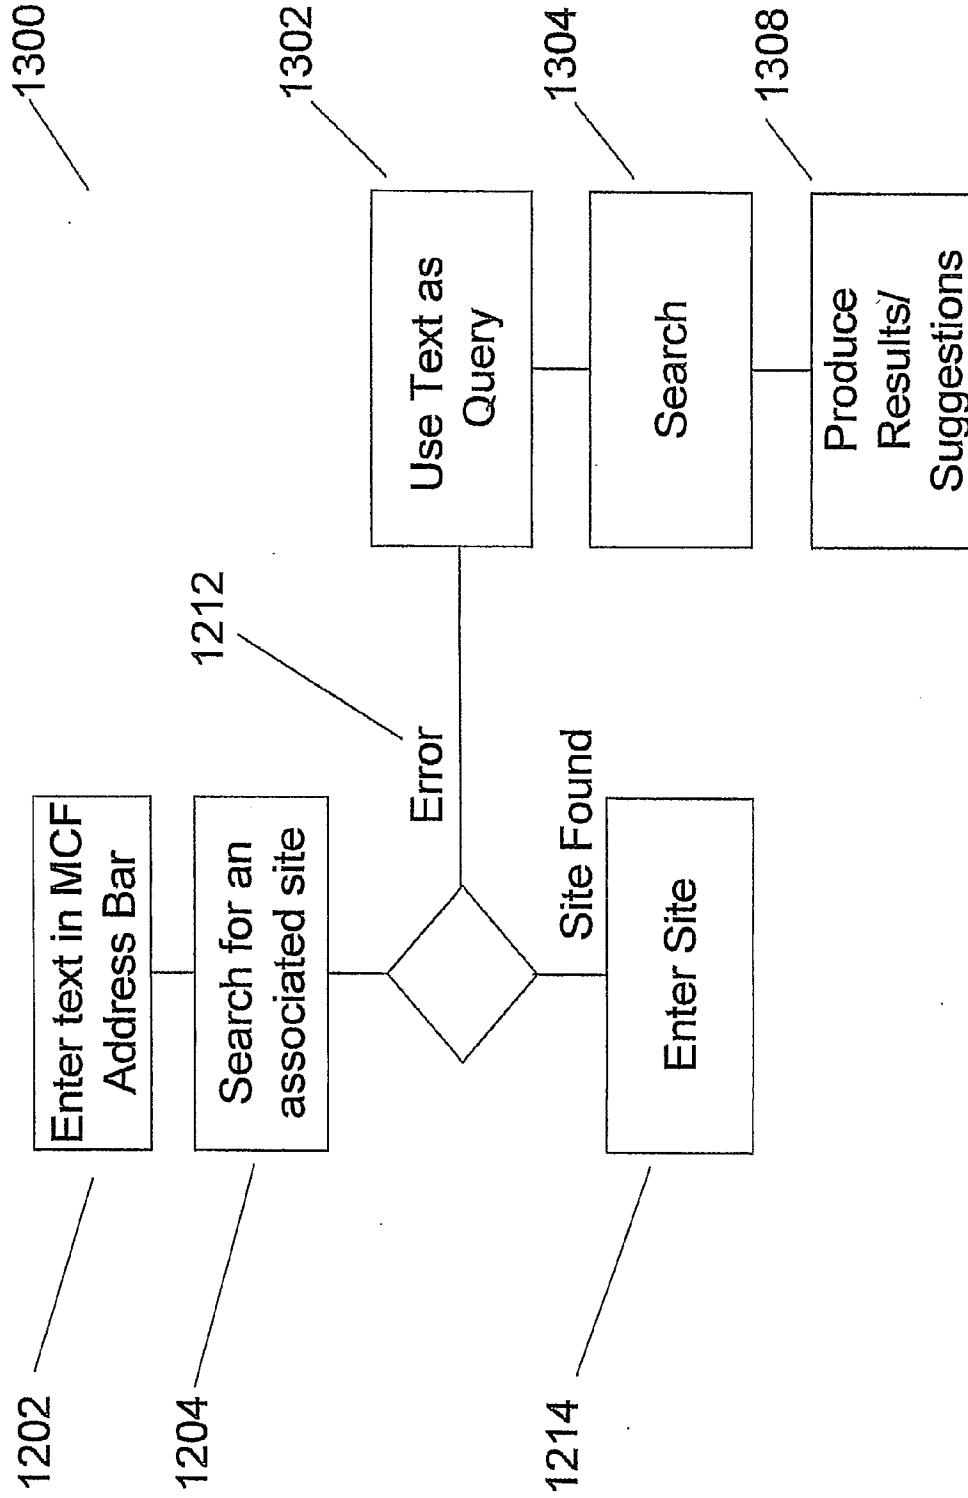 1300
1202
Enter text in MCF
Address Bar
1204
Search for an
associated site
1212
Error
1302
Use Text as
Query
1304
Search
1308
Produce
Results/
Suggestions
Site Found
1214
Enter Site